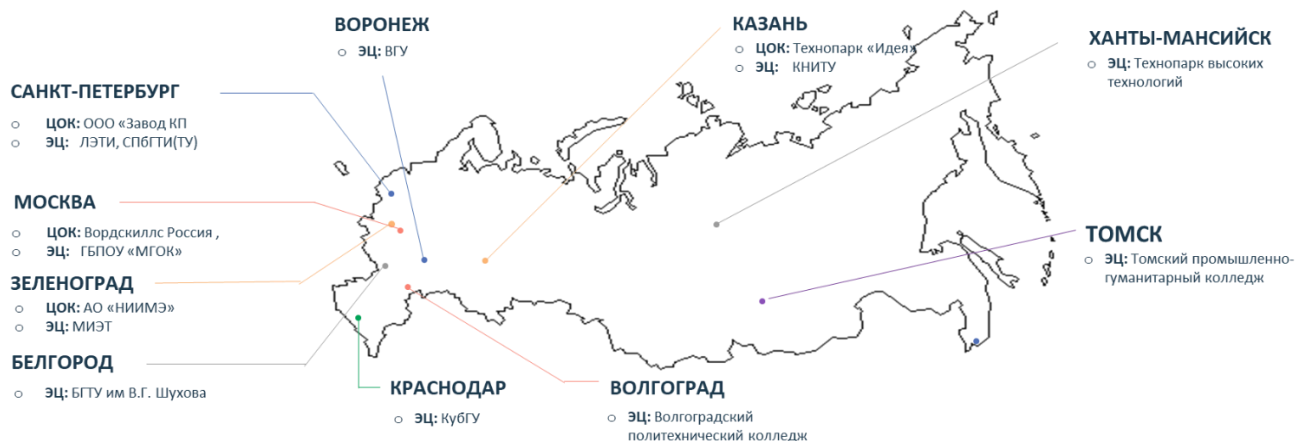 ВОРОНЕЖ
○ ЭЦ: ВГУ
КАЗАНЬ
○ ЦОК: Технопарк «Идея»
○ ЭЦ: КНИТУ
ХАНТЫ-МАНСИЙСК
○ ЭЦ: Технопарк высоких
технологий
САНКТ-ПЕТЕРБУРГ
○ ЦОК: ООО «Завод КП
○ ЭЦ: ЛЭТИ, СПбГТИ(ТУ)
МОСКВА
○ ЦОК: Вордскиллс Россия ,
○ ЭЦ: ГБПОУ «МГОК»
ЗЕЛЕНОГРАД
○ ЦОК: АО «НИИМЭ»
○ ЭЦ: МИЭТ
БЕЛГОРОД
○ ЭЦ: БГТУ им В.Г. Шухова
КРАСНОДАР
○ ЭЦ: КубГУ
ВОЛГОГРАД
○ ЭЦ: Волгоградский
политехнический колледж
ТОМСК
○ ЭЦ: Томский промышленно-
гуманитарный колледж